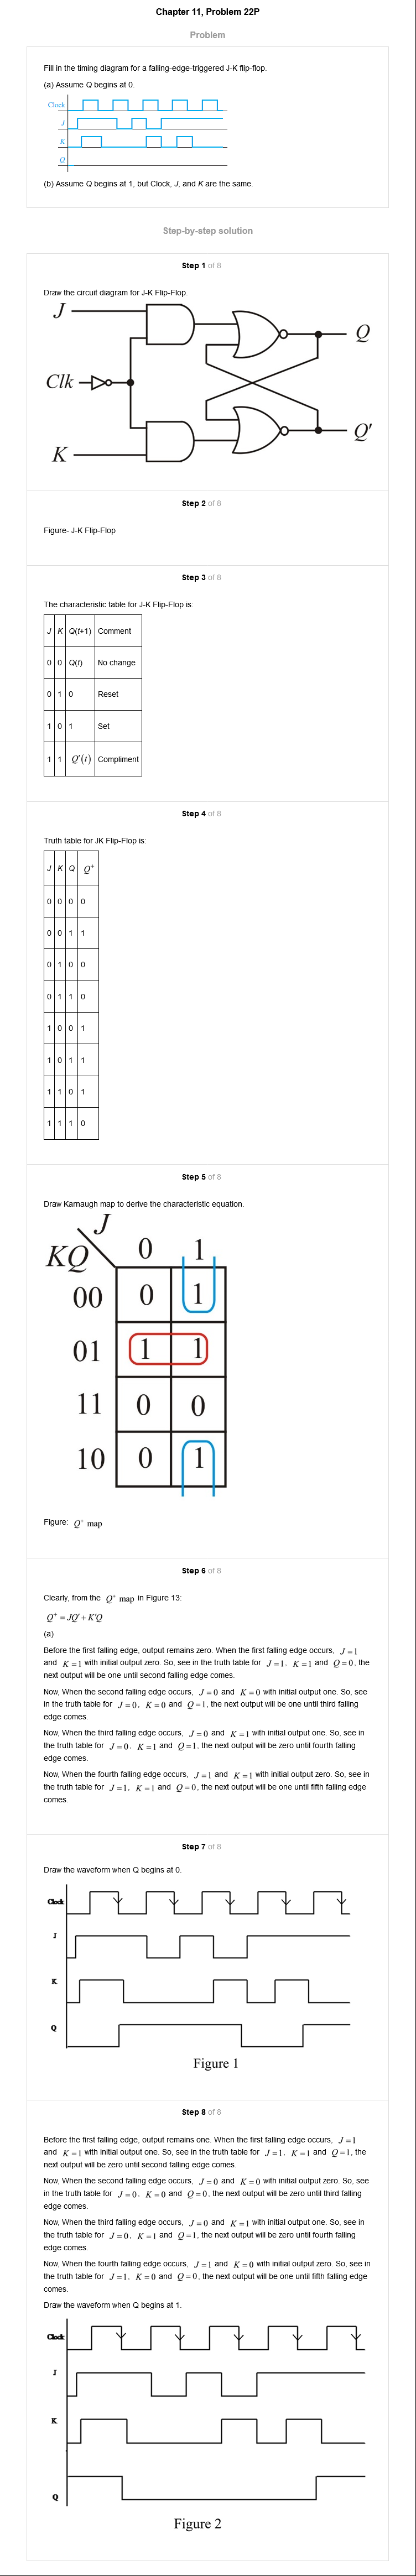 Chapter 11, Problem 22P
Problem
Fill in the timing diagram for a falling-edge-triggered J-K flip-flop.
(a) Assume Q begins at 0.
Clock
J
K
Q
(b) Assume Q begins at 1, but Clock, J, and K are the same.
Step-by-step solution
Step 1 of 8
Draw the circuit diagram for J-K Flip-Flop.
J
Q
Clk
Q'
K
Step 2 of 8
Figure- J-K Flip-Flop
Step 3 of 8
The characteristic table for J-K Flip-Flop is:
J K Q(t+1) Comment
0 0 Q(t) No change
0 1 0 Reset
1 0 1 Set
1 1 Q'(t) Compliment
Step 4 of 8
Truth table for JK Flip-Flop is:
J K Q Q⁺
0 0 0 0
0 0 1 1
0 1 0 0
0 1 1 0
1 0 0 1
1 0 1 1
1 1 0 1
1 1 1 0
Step 5 of 8
Draw Karnaugh map to derive the characteristic equation.
J
KQ 0 1
00 0 1
01 1 1
11 0 0
10 0 1
Figure: Q⁺ map
Step 6 of 8
Clearly, from the Q⁺ map in Figure 13:
Q⁺ = JQ' + K'Q
(a)
Before the first falling edge, output remains zero. When the first falling edge occurs, J = 1
and K = 1 with initial output zero. So, see in the truth table for J = 1, K = 1 and Q = 0, the
next output will be one until second falling edge comes.
Now, When the second falling edge occurs, J = 0 and K = 0 with initial output one. So, see
in the truth table for J = 0, K = 0 and Q = 1, the next output will be one until third falling
edge comes.
Now, When the third falling edge occurs, J = 0 and K = 1 with initial output one. So, see in
the truth table for J = 0, K = 1 and Q = 1, the next output will be zero until fourth falling
edge comes.
Now, When the fourth falling edge occurs, J = 1 and K = 1 with initial output zero. So, see in
the truth table for J = 1, K = 1 and Q = 0, the next output will be one until fifth falling edge
comes.
Step 7 of 8
Draw the waveform when Q begins at 0.
Clock
J
K
Q
Figure 1
Step 8 of 8
Before the first falling edge, output remains one. When the first falling edge occurs, J = 1
and K = 1 with initial output one. So, see in the truth table for J = 1, K = 1 and Q = 1, the
next output will be zero until second falling edge comes.
Now, When the second falling edge occurs, J = 0 and K = 0 with initial output zero. So, see
in the truth table for J = 0, K = 0 and Q = 0, the next output will be zero until third falling
edge comes.
Now, When the third falling edge occurs, J = 0 and K = 1 with initial output one. So, see in
the truth table for J = 0, K = 1 and Q = 1, the next output will be zero until fourth falling
edge comes.
Now, When the fourth falling edge occurs, J = 1 and K = 0 with initial output zero. So, see in
the truth table for J = 1, K = 0 and Q = 0, the next output will be one until fifth falling edge
comes.
Draw the waveform when Q begins at 1.
Clock
J
K
Q
Figure 2